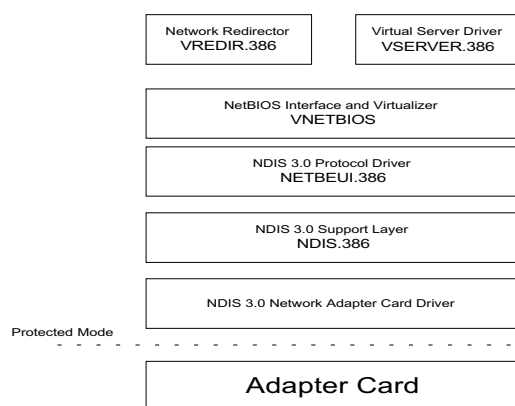 Network Redirector
VREDIR.386
Virtual Server Driver
VSERVER.386
NetBIOS Interface and Virtualizer
VNETBIOS
NDIS 3.0 Protocol Driver
NETBEUI.386
NDIS 3.0 Support Layer
NDIS.386
NDIS 3.0 Network Adapter Card Driver
Protected Mode
Adapter Card